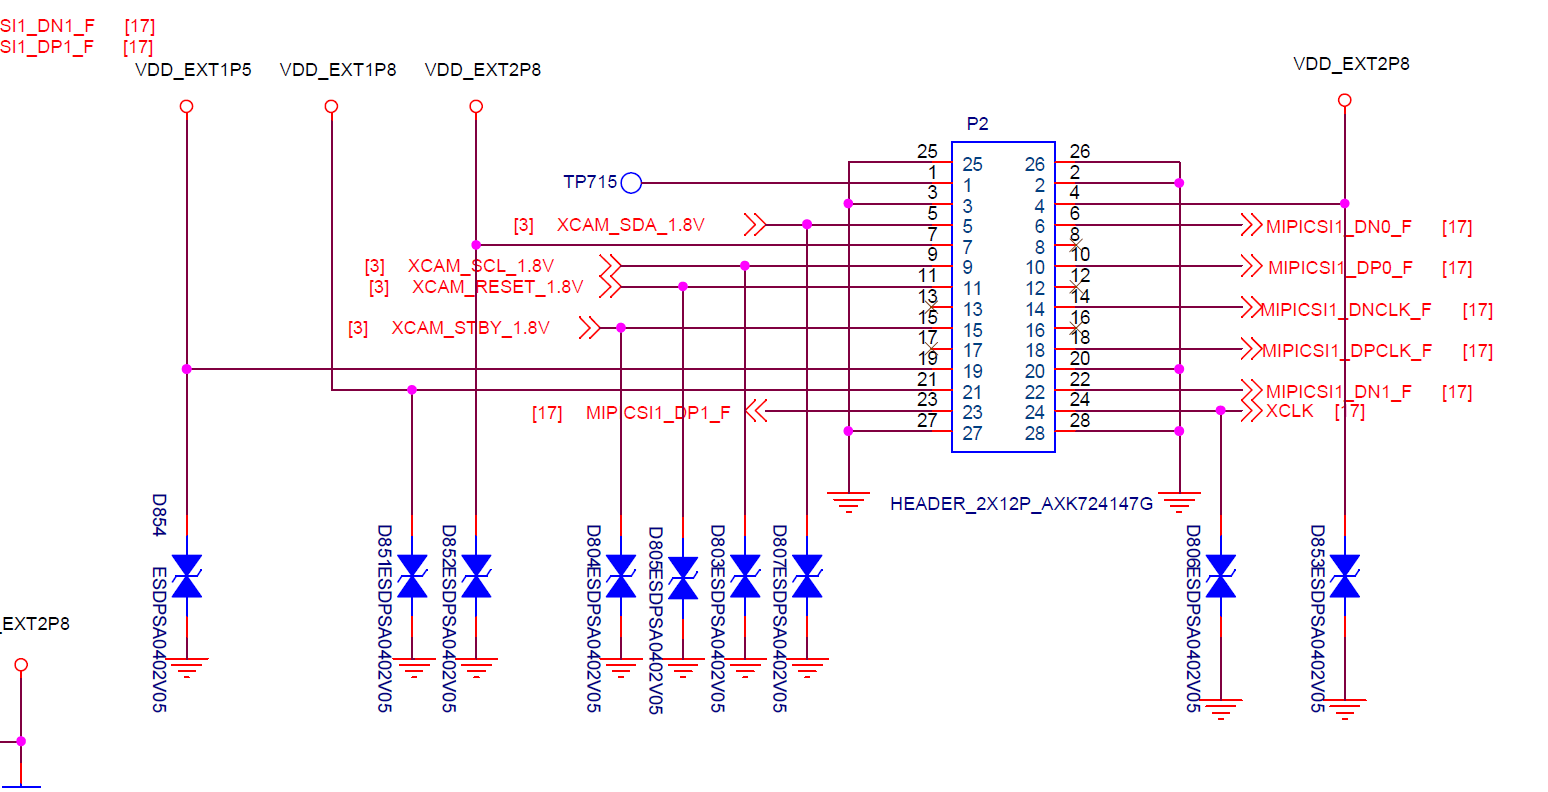 SI1_DN1_F [17]
SI1_DP1_F [17]
VDD_EXT1P5 VDD_EXT1P8 VDD_EXT2P8 VDD_EXT2P8
P2
25 25 26 26
TP715 1 1 2 2
3 3 4 4
[3] XCAM_SDA_1.8V 5 5 6 6 MIPICSI1_DN0_F [17]
7 7 8 8
[3] XCAM_SCL_1.8V 9 9 10 10 MIPICSI1_DP0_F [17]
[3] XCAM_RESET_1.8V 11 11 12 12
13 13 14 14 MIPICSI1_DNCLK_F [17]
[3] XCAM_STBY_1.8V 15 15 16 16
17 17 18 18 MIPICSI1_DPCLK_F [17]
19 19 20 20
21 21 22 22 MIPICSI1_DN1_F [17]
[17] MIPICSI1_DP1_F 23 23 24 24 XCLK [17]
27 27 28 28
HEADER_2X12P_AXK724147G
D854 ESDPSA0402V05
D851 ESDPSA0402V05
D852 ESDPSA0402V05
D804 ESDPSA0402V05
D805 ESDPSA0402V05
D803 ESDPSA0402V05
D807 ESDPSA0402V05
D806 ESDPSA0402V05
D853 ESDPSA0402V05
_EXT2P8